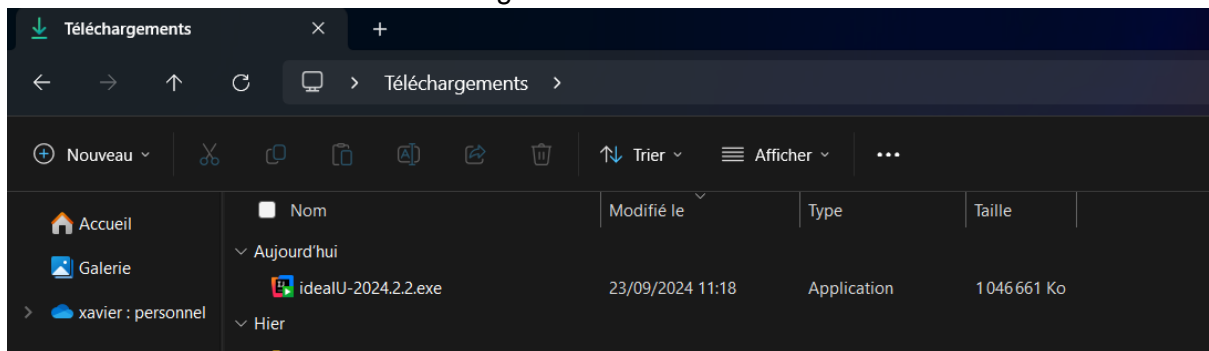 Téléchargements
Téléchargements
Nouveau Trier Afficher
Accueil
Galerie
xavier : personnel
Nom Modifié le Type Taille
Aujourd'hui
idealU-2024.2.2.exe 23/09/2024 11:18 Application 1 046 661 Ko
Hier